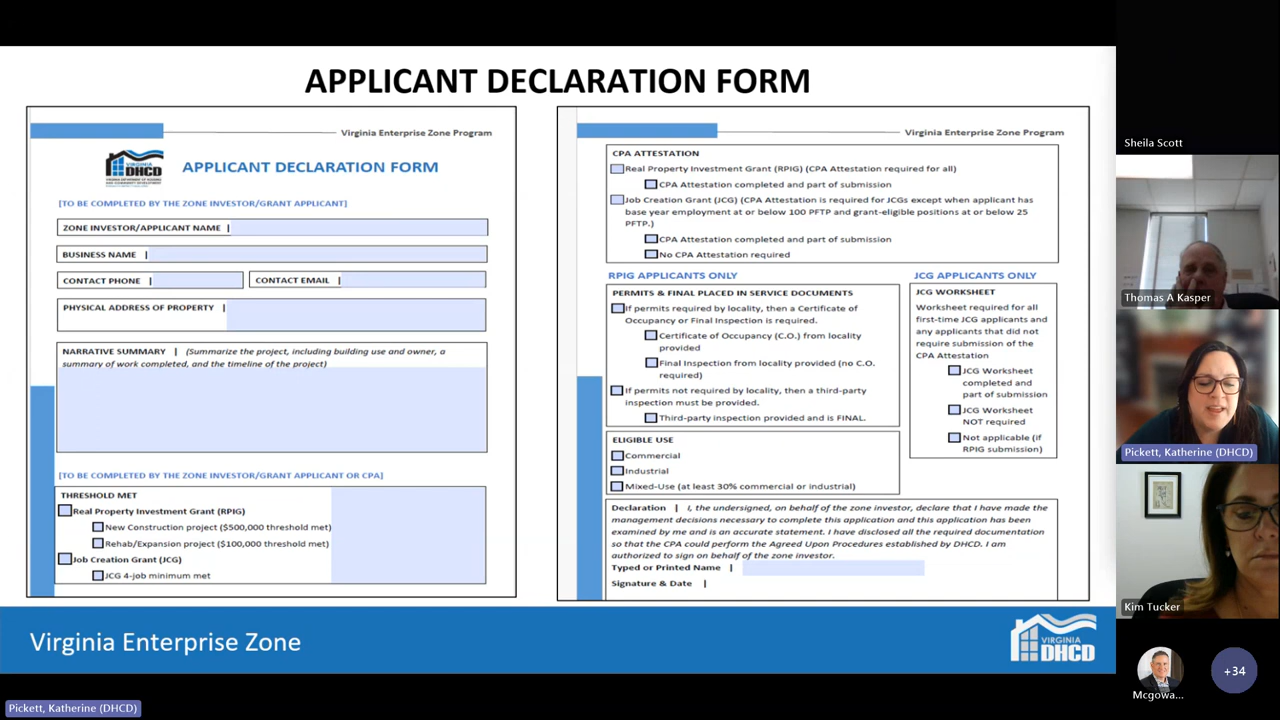 APPLICANT DECLARATION FORM
Virginia Enterprise Zone Program
VIRGINIA
DHCD
APPLICANT DECLARATION FORM
[TO BE COMPLETED BY THE ZONE INVESTOR/GRANT APPLICANT]
ZONE INVESTOR/APPLICANT NAME |
BUSINESS NAME |
CONTACT PHONE | CONTACT EMAIL |
PHYSICAL ADDRESS OF PROPERTY |
NARRATIVE SUMMARY | (Summarize the project, including building use and owner, a
summary of work completed, and the timeline of the project)
[TO BE COMPLETED BY THE ZONE INVESTOR/GRANT APPLICANT OR CPA]
THRESHOLD MET
Real Property Investment Grant (RPIG)
New Construction project ($500,000 threshold met)
Rehab/Expansion project ($100,000 threshold met)
Job Creation Grant (JCG)
JCG 4-job minimum met
Virginia Enterprise Zone Program
CPA ATTESTATION
Real Property Investment Grant (RPIG) (CPA Attestation required for all)
CPA Attestation completed and part of submission
Job Creation Grant (JCG) (CPA Attestation is required for JCGs except when applicant has
base year employment at or below 100 PFTP and grant-eligible positions at or below 25
PFTP.)
CPA Attestation completed and part of submission
No CPA Attestation required
RPIG APPLICANTS ONLY
PERMITS & FINAL PLACED IN SERVICE DOCUMENTS
If permits required by locality, then a Certificate of
Occupancy or Final Inspection is required.
Certificate of Occupancy (C.O.) from locality
provided
Final Inspection from locality provided (no C.O.
required)
If permits not required by locality, then a third-party
inspection must be provided.
Third-party inspection provided and is FINAL.
ELIGIBLE USE
Commercial
Industrial
Mixed-Use (at least 30% commercial or industrial)
JCG APPLICANTS ONLY
JCG WORKSHEET
Worksheet required for all
first-time JCG applicants and
any applicants that did not
require submission of the
CPA Attestation
JCG Worksheet
completed and
part of submission
JCG Worksheet
NOT required
Not applicable (if
RPIG submission)
Declaration | I, the undersigned, on behalf of the zone investor, declare that I have made the
management decisions necessary to complete this application and this application has been
examined by me and is an accurate statement. I have disclosed all the required documentation
so that the CPA could perform the Agreed Upon Procedures established by DHCD. I am
authorized to sign on behalf of the zone investor.
Typed or Printed Name |
Signature & Date |
Virginia Enterprise Zone
VIRGINIA
DHCD
Pickett, Katherine (DHCD)
Sheila Scott
Thomas A Kasper
Pickett, Katherine (DHCD)
Kim Tucker
Mcgowa...
+34